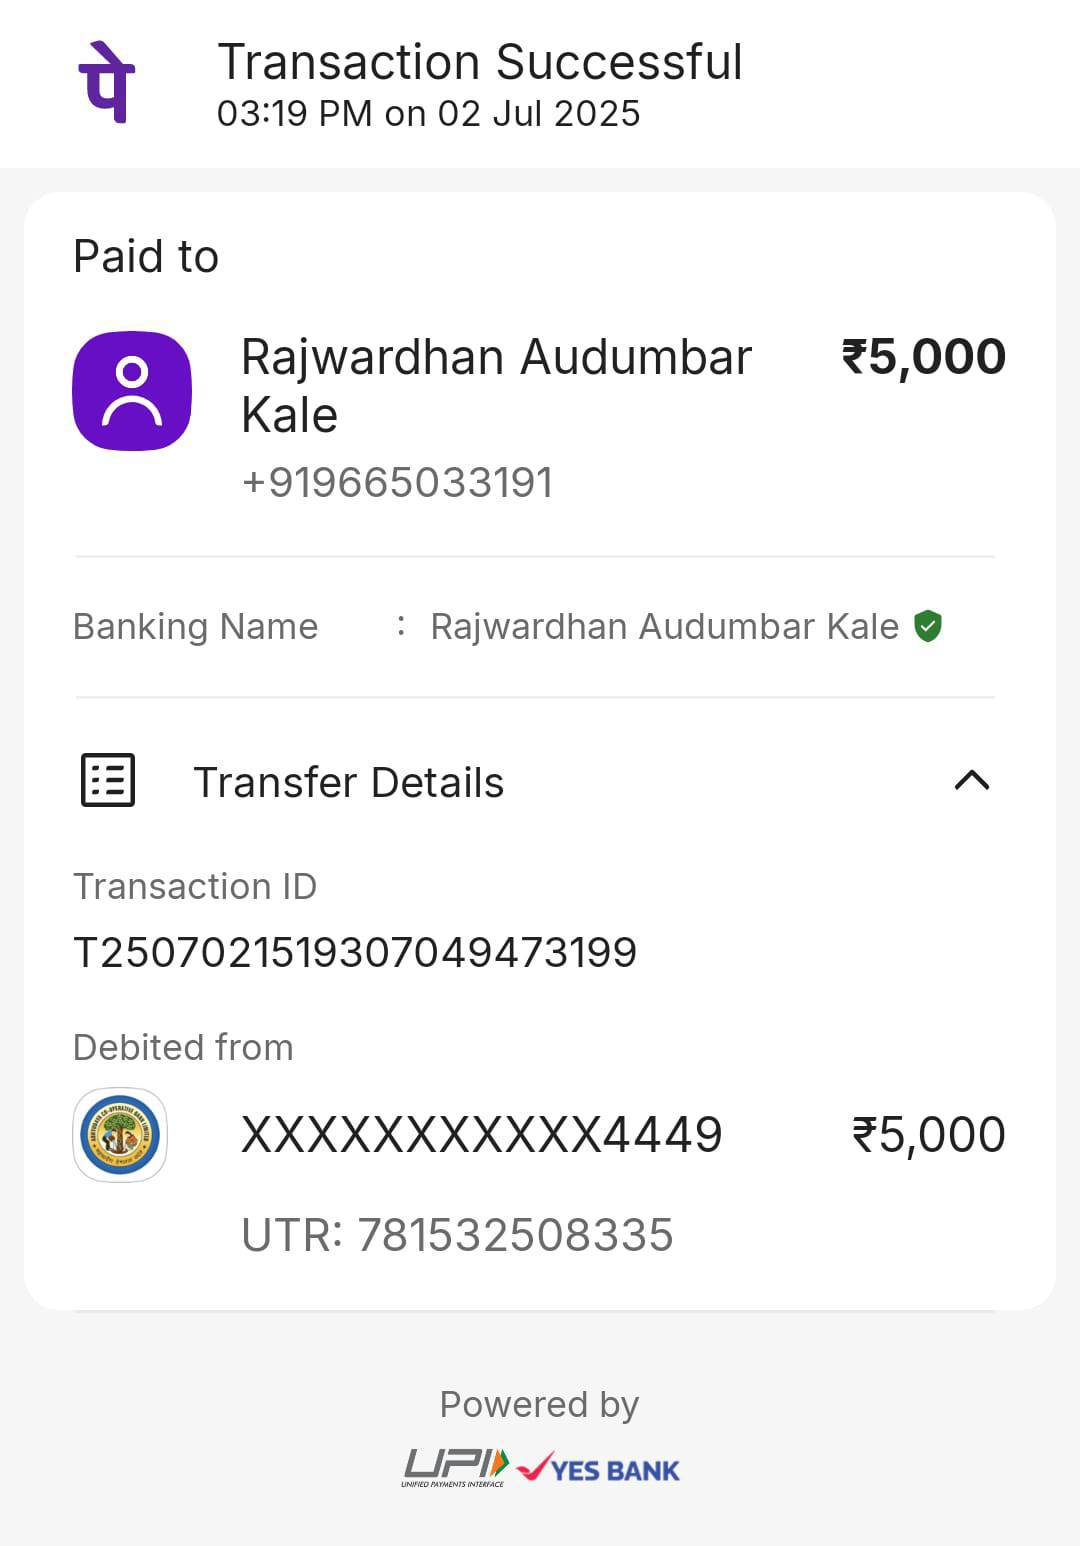 पे
Transaction Successful
03:19 PM on 02 Jul 2025
Paid to
Rajwardhan Audumbar ₹5,000
Kale
+919665033191
Banking Name : Rajwardhan Audumbar Kale
Transfer Details
Transaction ID
T2507021519307049473199
Debited from
XXXXXXXXXXX4449 ₹5,000
UTR: 781532508335
Powered by
UPI YES BANK
UNIFIED PAYMENTS INTERFACE